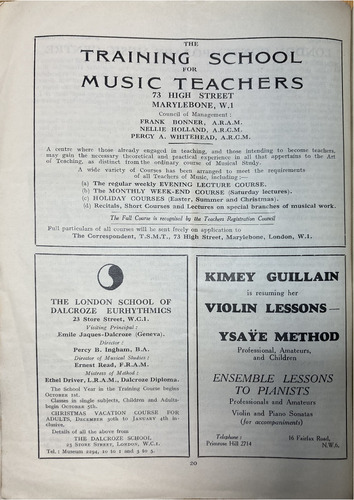 THE
TRAINING SCHOOL
FOR
MUSIC TEACHERS
73 HIGH STREET
MARYLEBONE, W.1
Council of Management:
FRANK BONNER, A.R.A.M.
NELLIE HOLLAND, A.R.C.M.
PERCY A. WHITEHEAD, A.R.C.M.
A centre where those already engaged in teaching, and those intending to become teachers,
may gain the necessary theoretical and practical experience in all that appertains to the Art
of Teaching, as distinct from the ordinary course of Musical Study.
A wide variety of Courses has been arranged to meet the requirements
of all Teachers of Music, including:—
(a) The regular weekly EVENING LECTURE COURSE.
(b) The MONTHLY WEEK-END COURSE (Saturday lectures).
(c) HOLIDAY COURSES (Easter, Summer and Christmas).
(d) Recitals, Short Courses and Lectures on special branches of musical work.
The Full Course is recognised by the Teachers Registration Council
Full particulars of all courses will be sent freely on application to
The Correspondent, T.S.M.T., 73 High Street, Marylebone, London, W.1.
THE LONDON SCHOOL OF
DALCROZE EURHYTHMICS
23 Store Street, W.C.1.
Visiting Principal:
Emile Jaques-Dalcroze (Geneva).
Director:
Percy B. Ingham, B.A.
Director of Musical Studies:
Ernest Read, F.R.A.M.
Mistress of Method:
Ethel Driver, L.R.A.M., Dalcroze Diploma.
The School Year in the Training Course begins
OCTOBER 1st.
Classes in single subjects, Children and Adults
begin OCTOBER 5th.
CHRISTMAS VACATION COURSE FOR
ADULTS, DECEMBER 30th to JANUARY 4th in-
clusive.
Details of all the above from
THE DALCROZE SCHOOL
23 STORE STREET, LONDON, W.C.1.
Tel.: Museum 2294, 10 to 1 and 3 to 5.
KIMEY GUILLAIN
is resuming her
VIOLIN LESSONS—
YSAŸE METHOD
Professional, Amateurs,
and Children
ENSEMBLE LESSONS
TO PIANISTS
Professionals and Amateurs
Violin and Piano Sonatas
(for accompaniments)
Telephone:
Primrose Hill 2714
16 Fairfax Road,
N.W.6.
20